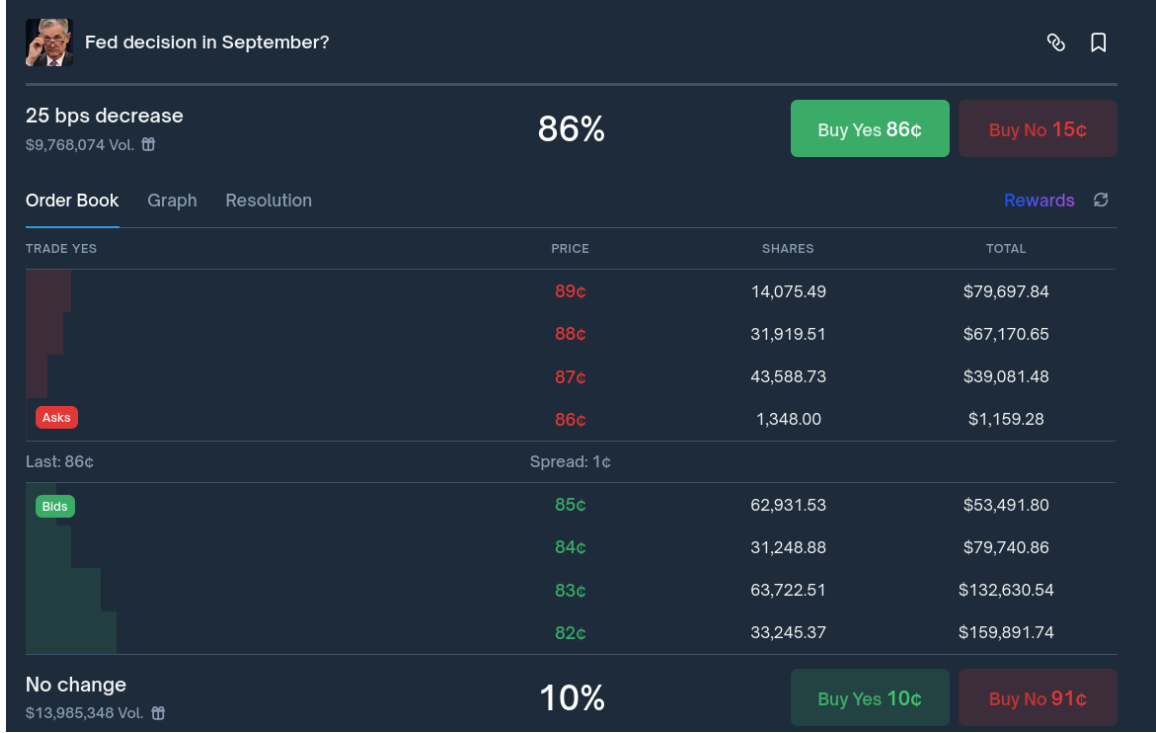 Fed decision in September?
25 bps decrease
$9,768,074 Vol.
86%
Buy Yes 86¢
Buy No 15¢
Order Book Graph Resolution Rewards
TRADE YES PRICE SHARES TOTAL
89¢ 14,075.49 $79,697.84
88¢ 31,919.51 $67,170.65
87¢ 43,588.73 $39,081.48
Asks 86¢ 1,348.00 $1,159.28
Last: 86¢ Spread: 1¢
Bids 85¢ 62,931.53 $53,491.80
84¢ 31,248.88 $79,740.86
83¢ 63,722.51 $132,630.54
82¢ 33,245.37 $159,891.74
No change
$13,985,348 Vol.
10%
Buy Yes 10¢
Buy No 91¢